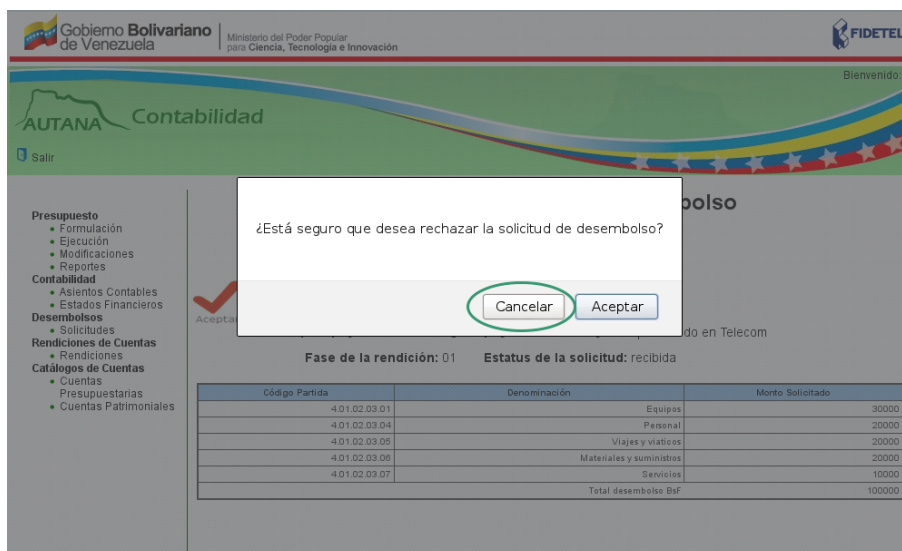 Gobierno Bolivariano
de Venezuela
Ministerio del Poder Popular
para Ciencia, Tecnología e Innovación
FIDETEL
Bienvenido:
AUTANA
Contabilidad
Salir
bolso
Presupuesto
Formulación
Ejecución
Modificaciones
Reportes
Contabilidad
Asientos Contables
Estados Financieros
Desembolsos
Solicitudes
Rendiciones de Cuentas
Rendiciones
Catálogos de Cuentas
Cuentas
Presupuestarias
Cuentas Patrimoniales
¿Está seguro que desea rechazar la solicitud de desembolso?
Cancelar
Aceptar
Aceptar
do en Telecom
Fase de la rendición: 01 Estatus de la solicitud: recibida
Código Partida Denominación Monto Solicitado
4.01.02.03.01 Equipos 30000
4.01.02.03.04 Personal 20000
4.01.02.03.05 Viajes y viaticos 20000
4.01.02.03.06 Materiales y suministros 20000
4.01.02.03.07 Servicios 10000
Total desembolso BsF 100000